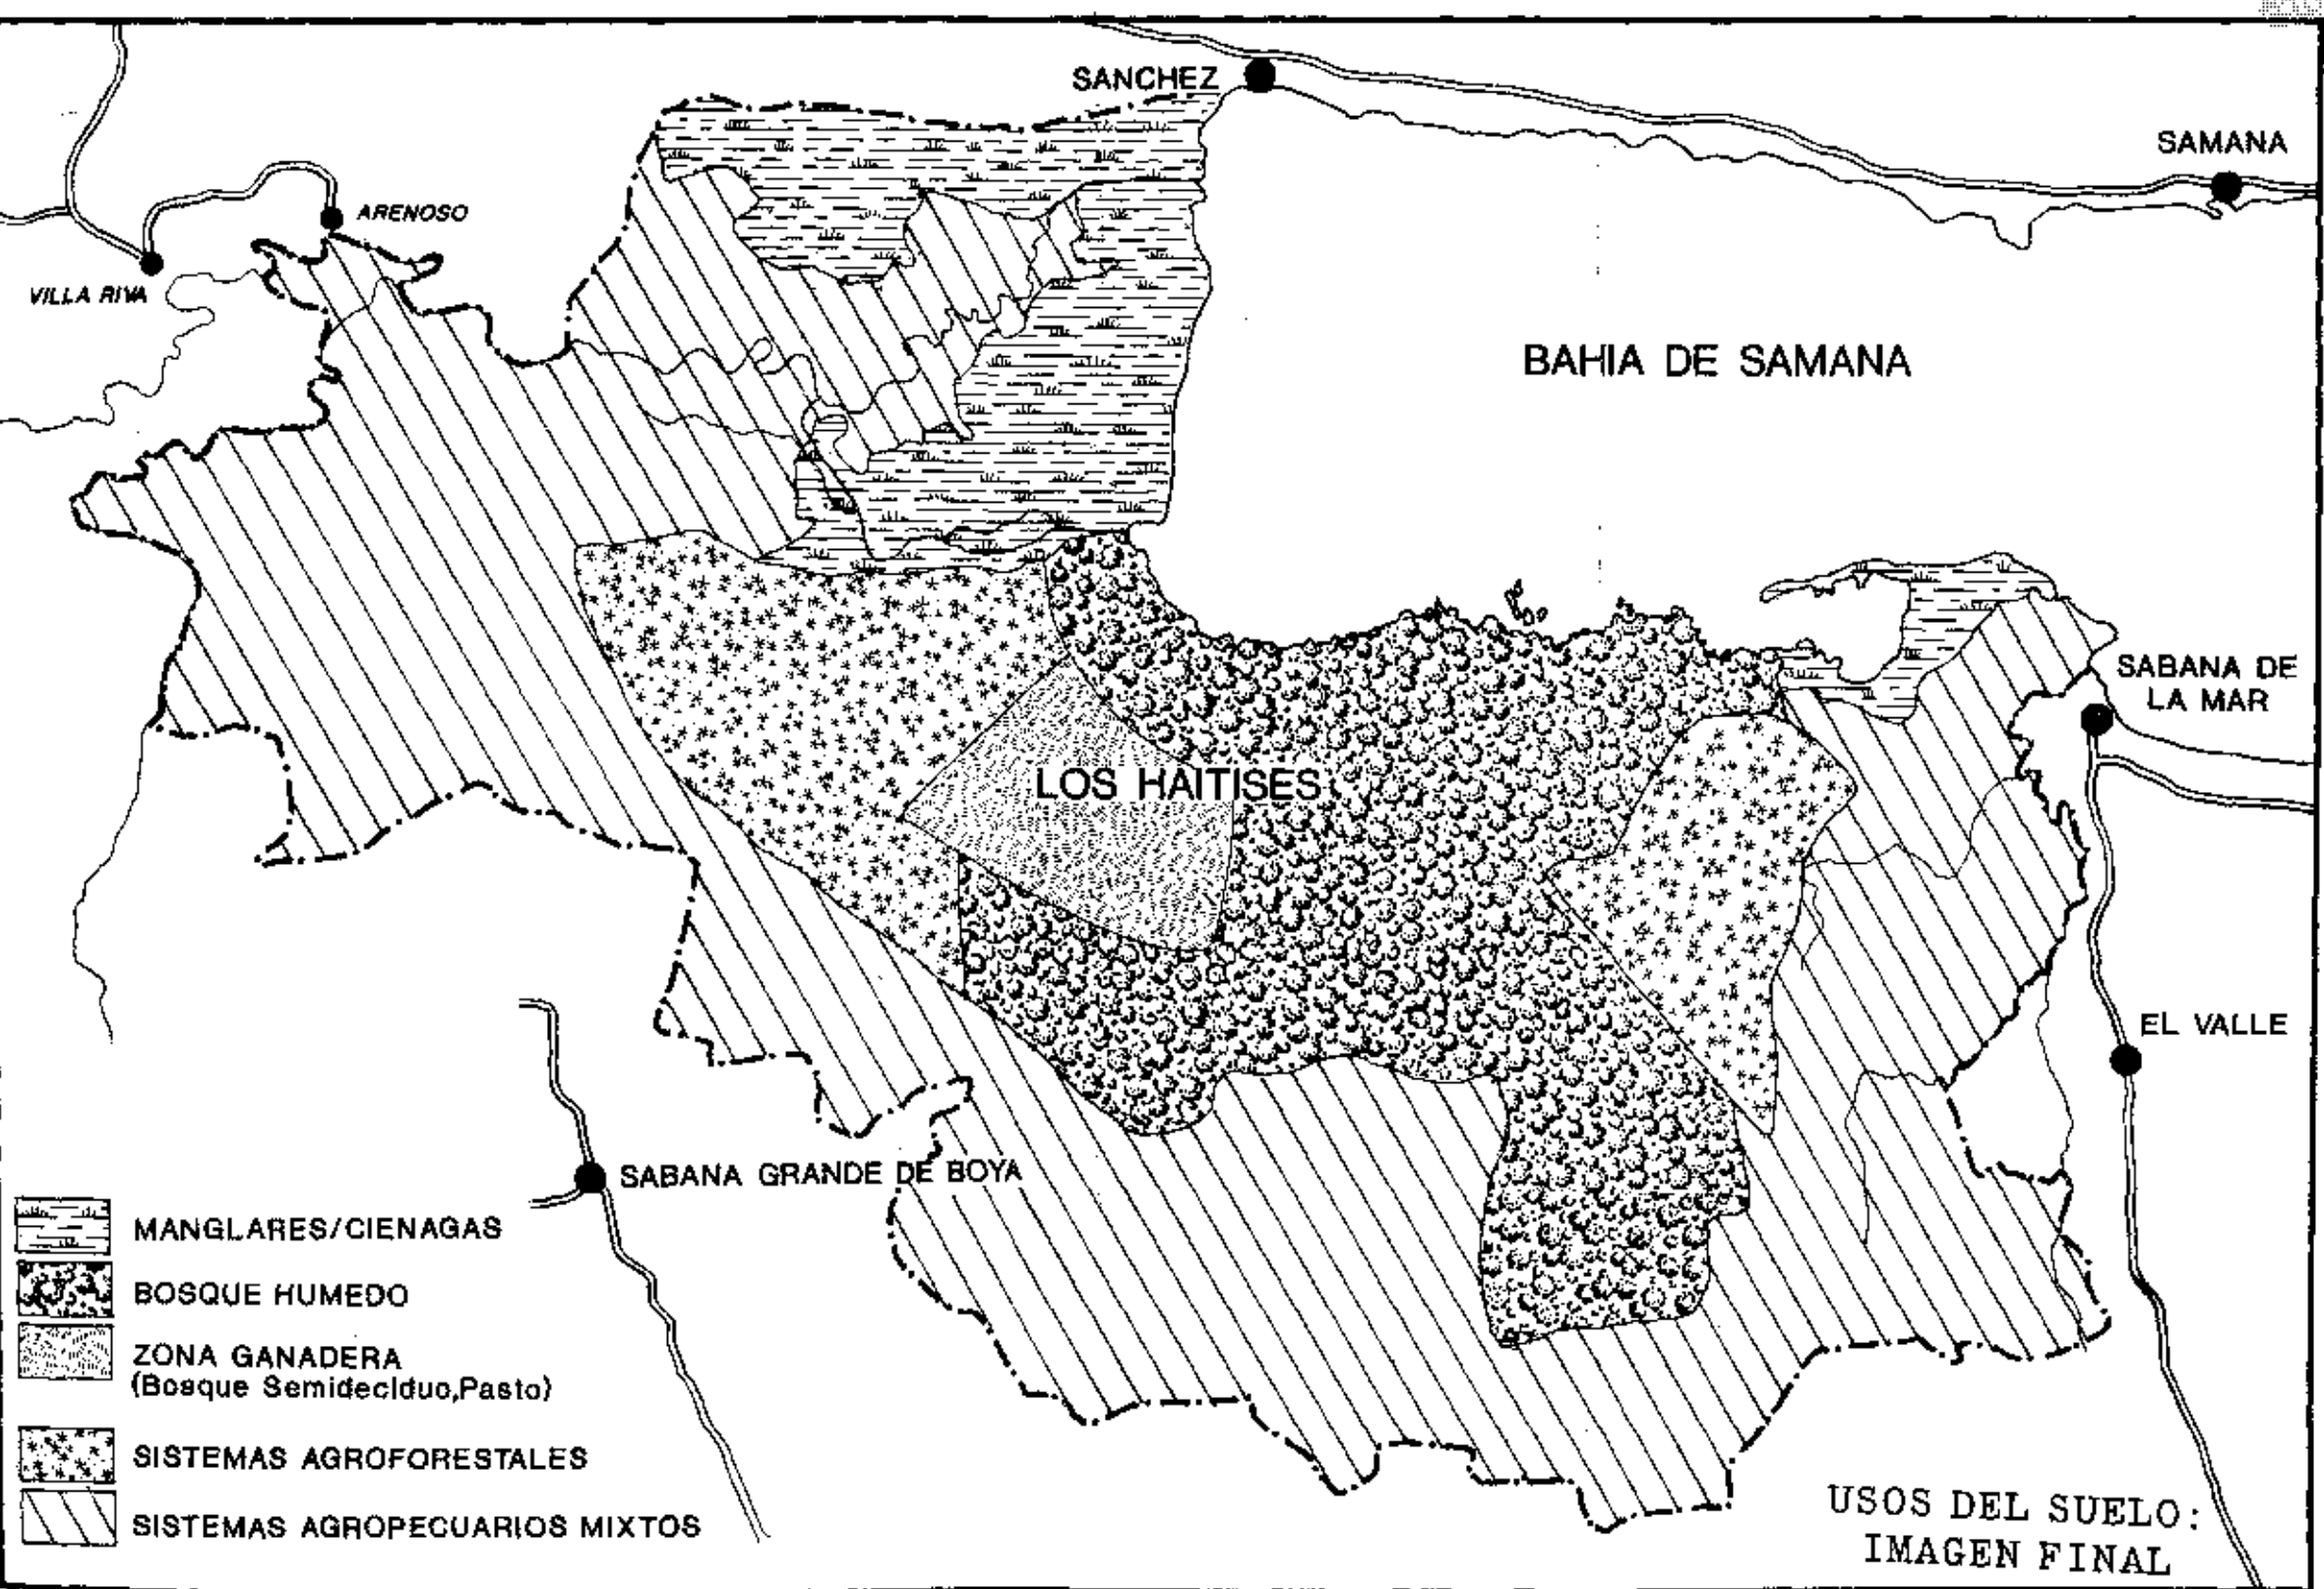 SANCHEZ
SAMANA
ARENOSO
VILLA RIVA
BAHIA DE SAMANA
SABANA DE
LA MAR
LOS HAITISES
EL VALLE
SABANA GRANDE DE BOYA
MANGLARES/CIENAGAS
BOSQUE HUMEDO
ZONA GANADERA
(Bosque Semideciduo,Pasto)
SISTEMAS AGROFORESTALES
SISTEMAS AGROPECUARIOS MIXTOS
USOS DEL SUELO:
IMAGEN FINAL